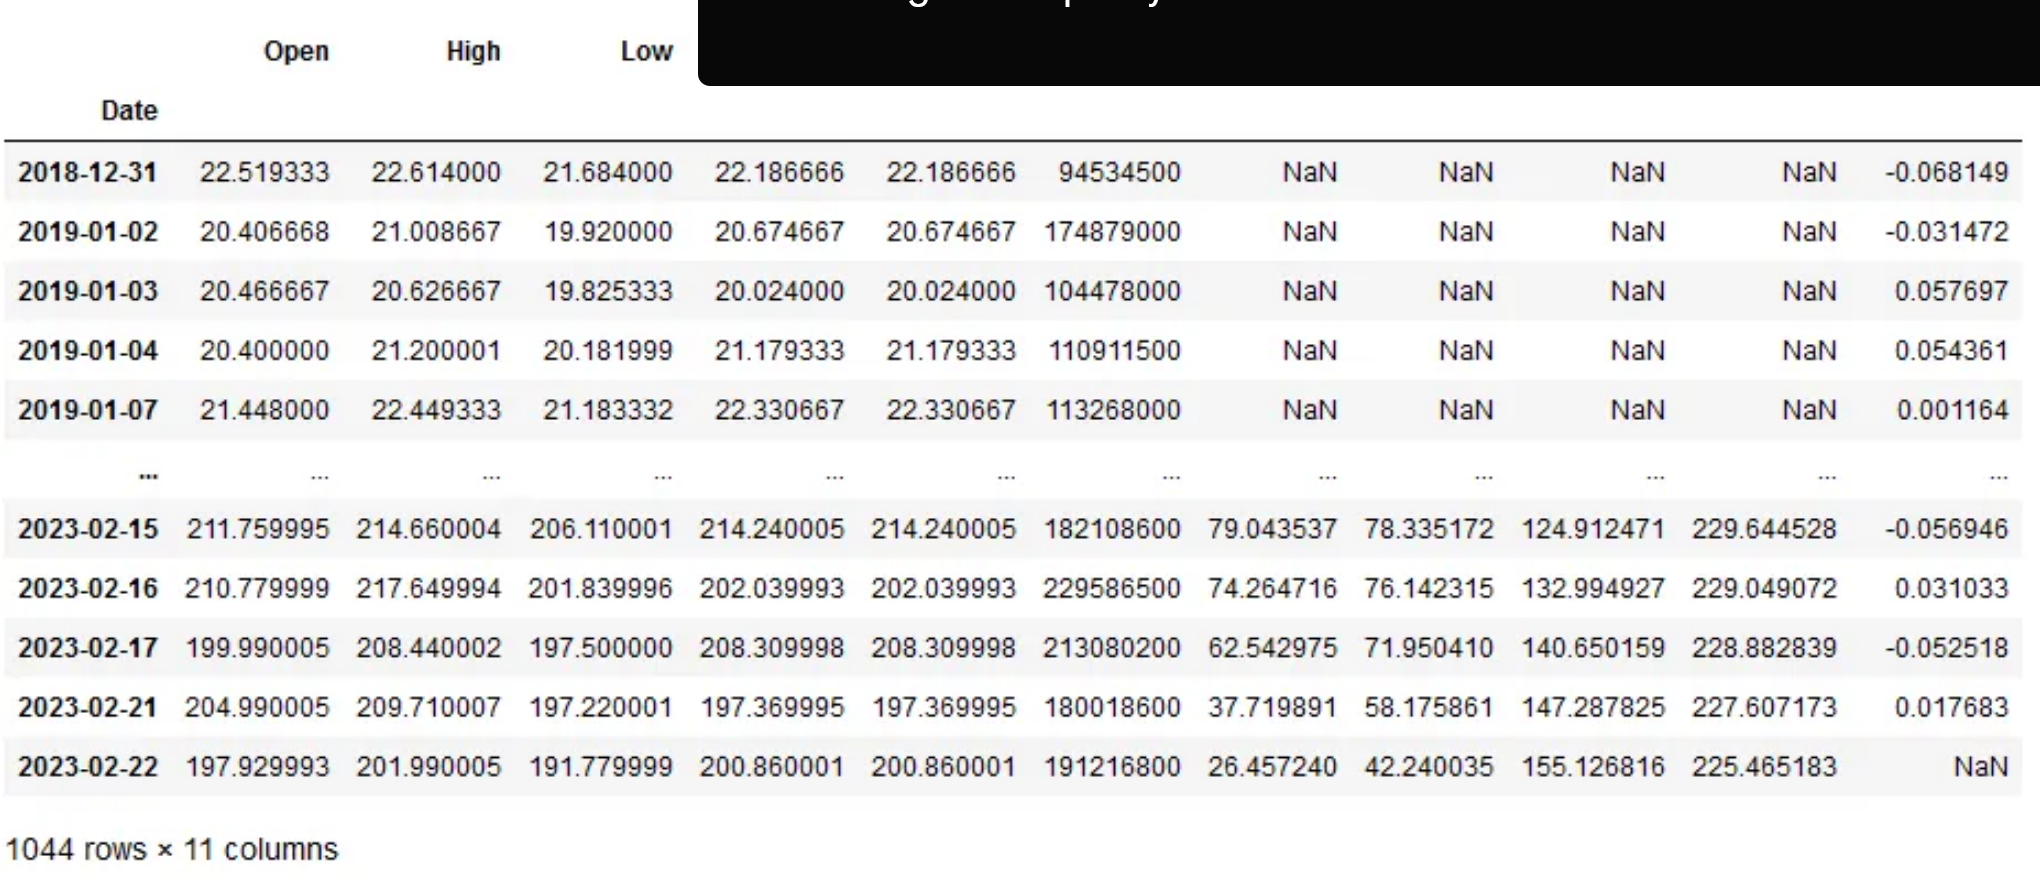 Open High Low
Date
2018-12-31 22.519333 22.614000 21.684000 22.186666 22.186666 94534500 NaN NaN NaN NaN -0.068149
2019-01-02 20.406668 21.008667 19.920000 20.674667 20.674667 174879000 NaN NaN NaN NaN -0.031472
2019-01-03 20.466667 20.626667 19.825333 20.024000 20.024000 104478000 NaN NaN NaN NaN 0.057697
2019-01-04 20.400000 21.200001 20.181999 21.179333 21.179333 110911500 NaN NaN NaN NaN 0.054361
2019-01-07 21.448000 22.449333 21.183332 22.330667 22.330667 113268000 NaN NaN NaN NaN 0.001164
... ... ... ... ... ... ... ... ... ... ... ...
2023-02-15 211.759995 214.660004 206.110001 214.240005 214.240005 182108600 79.043537 78.335172 124.912471 229.644528 -0.056946
2023-02-16 210.779999 217.649994 201.839996 202.039993 202.039993 229586500 74.264716 76.142315 132.994927 229.049072 0.031033
2023-02-17 199.990005 208.440002 197.500000 208.309998 208.309998 213080200 62.542975 71.950410 140.650159 228.882839 -0.052518
2023-02-21 204.990005 209.710007 197.220001 197.369995 197.369995 180018600 37.719891 58.175861 147.287825 227.607173 0.017683
2023-02-22 197.929993 201.990005 191.779999 200.860001 200.860001 191216800 26.457240 42.240035 155.126816 225.465183 NaN
1044 rows × 11 columns